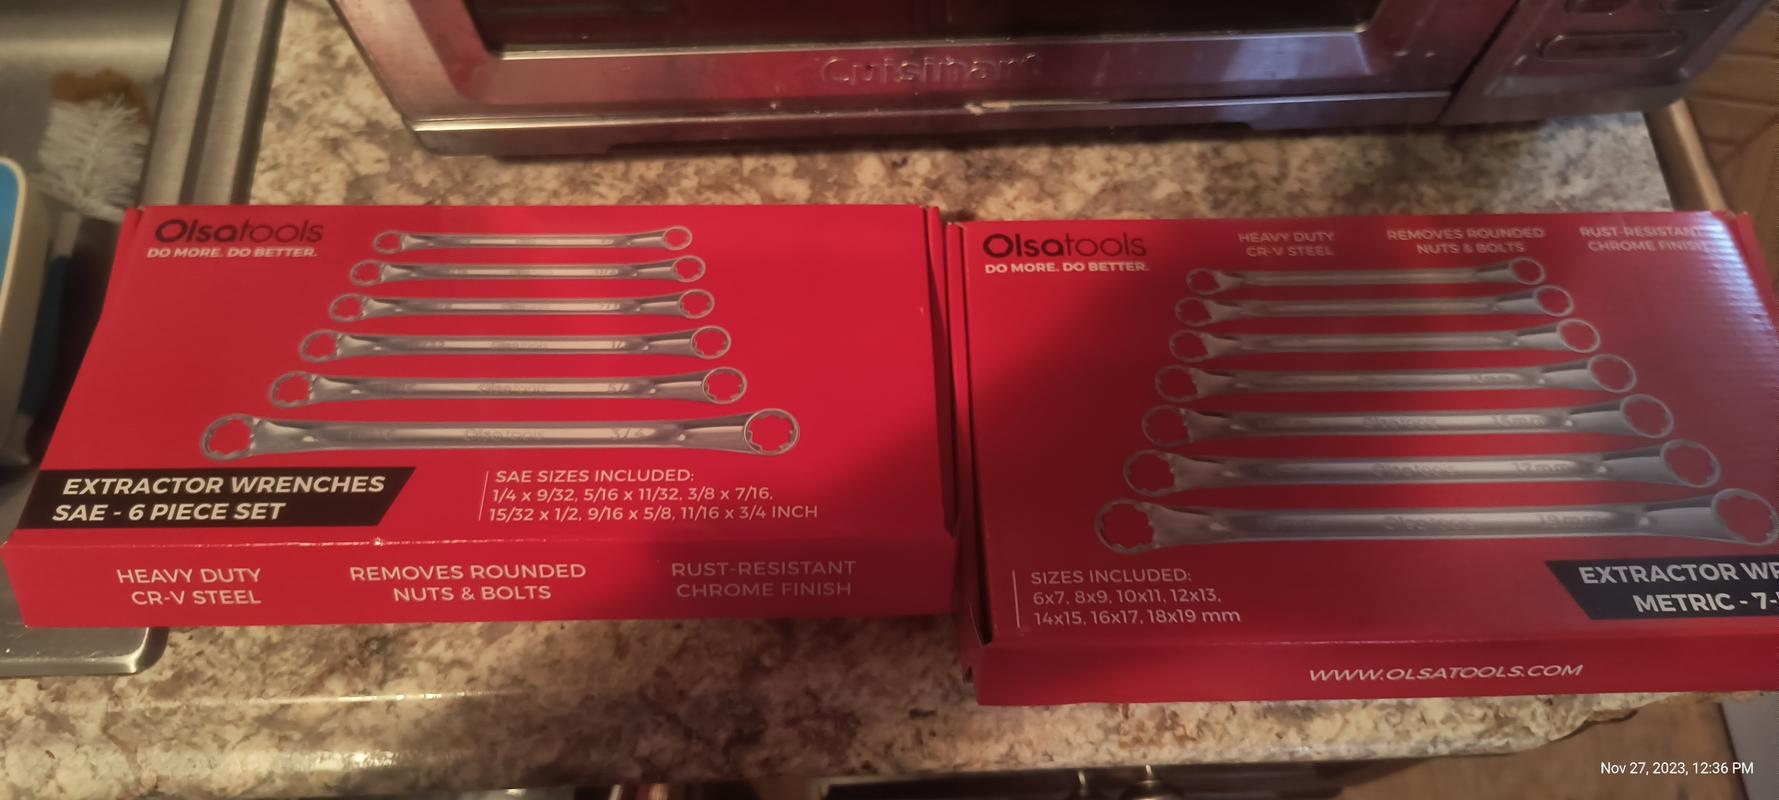 Cuisinart
Olsatools
DO MORE. DO BETTER.
EXTRACTOR WRENCHES
SAE - 6 PIECE SET
SAE SIZES INCLUDED:
1/4 x 9/32, 5/16 x 11/32, 3/8 x 7/16,
15/32 x 1/2, 9/16 x 5/8, 11/16 x 3/4 INCH
HEAVY DUTY
CR-V STEEL
REMOVES ROUNDED
NUTS & BOLTS
RUST-RESISTANT
CHROME FINISH
Olsatools
DO MORE. DO BETTER.
HEAVY DUTY
CR-V STEEL
REMOVES ROUNDED
NUTS & BOLTS
RUST-RESISTANT
CHROME FINISH
SIZES INCLUDED:
6x7, 8x9, 10x11, 12x13,
14x15, 16x17, 18x19 mm
EXTRACTOR WR
METRIC - 7-
WWW.OLSATOOLS.COM
Nov 27, 2023, 12:36 PM